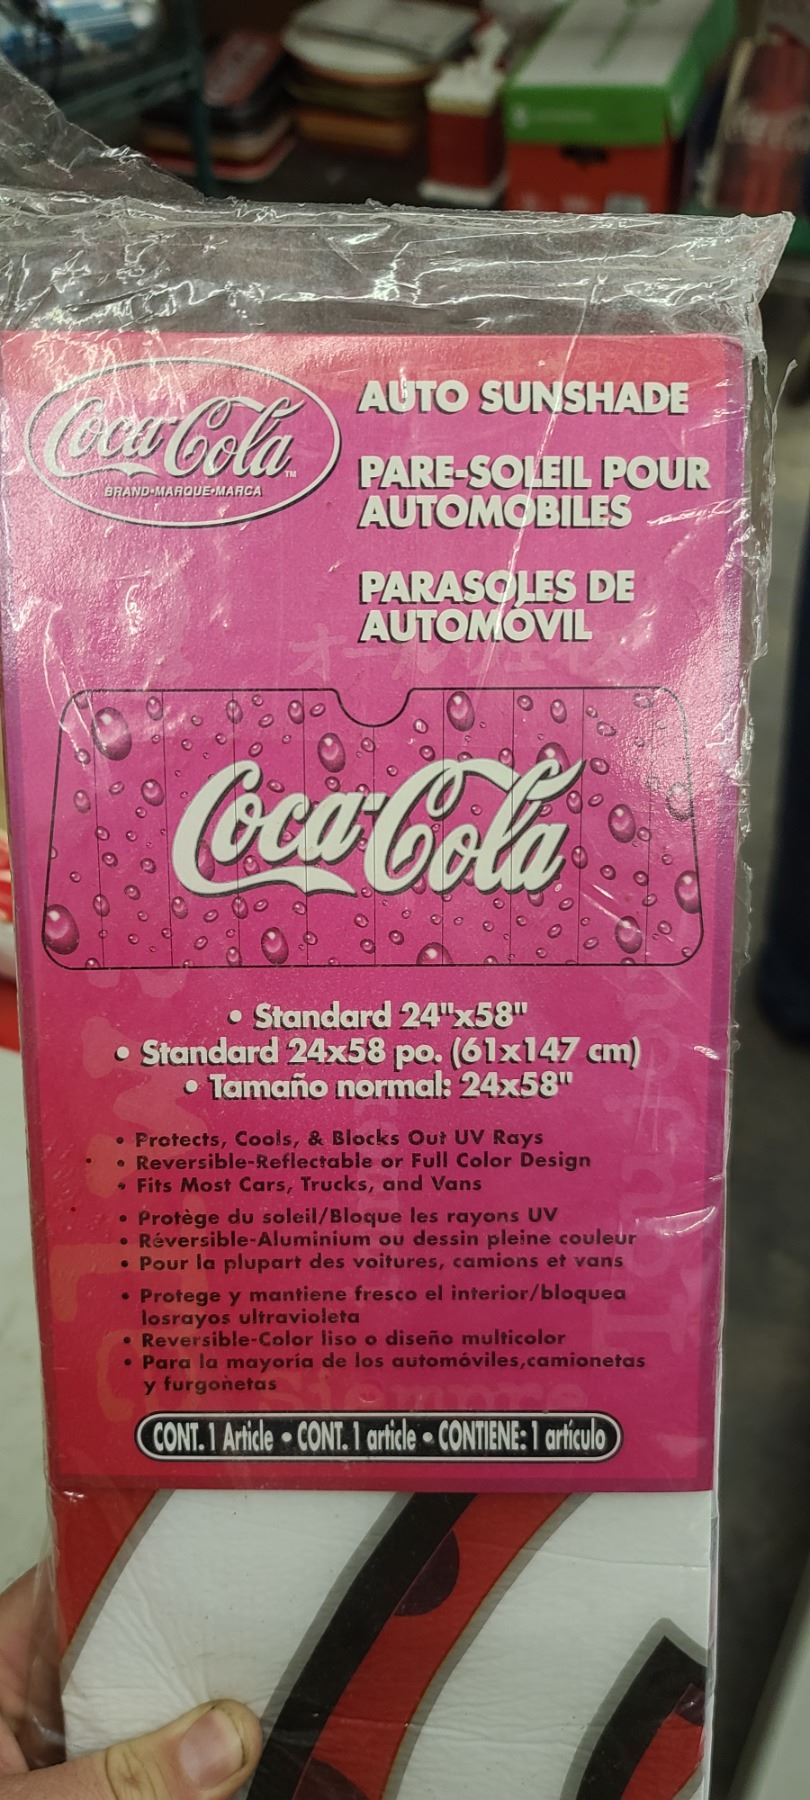 Coca-Cola™
BRAND•MARQUE•MARCA
AUTO SUNSHADE
PARE-SOLEIL POUR
AUTOMOBILES
PARASOLES DE
AUTOMÓVIL
Coca-Cola
• Standard 24"x58"
• Standard 24x58 po. (61x147 cm)
• Tamaño normal: 24x58"
• Protects, Cools, & Blocks Out UV Rays
• Reversible-Reflectable or Full Color Design
• Fits Most Cars, Trucks, and Vans
• Protège du soleil/Bloque les rayons UV
• Réversible-Aluminium ou dessin pleine couleur
• Pour la plupart des voitures, camions et vans
• Protege y mantiene fresco el interior/bloquea
losrayos ultravioleta
• Reversible-Color liso o diseño multicolor
• Para la mayoría de los automóviles,camionetas
y furgonetas
Siempre
CONT. 1 Article • CONT. 1 article • CONTIENE: 1 artículo